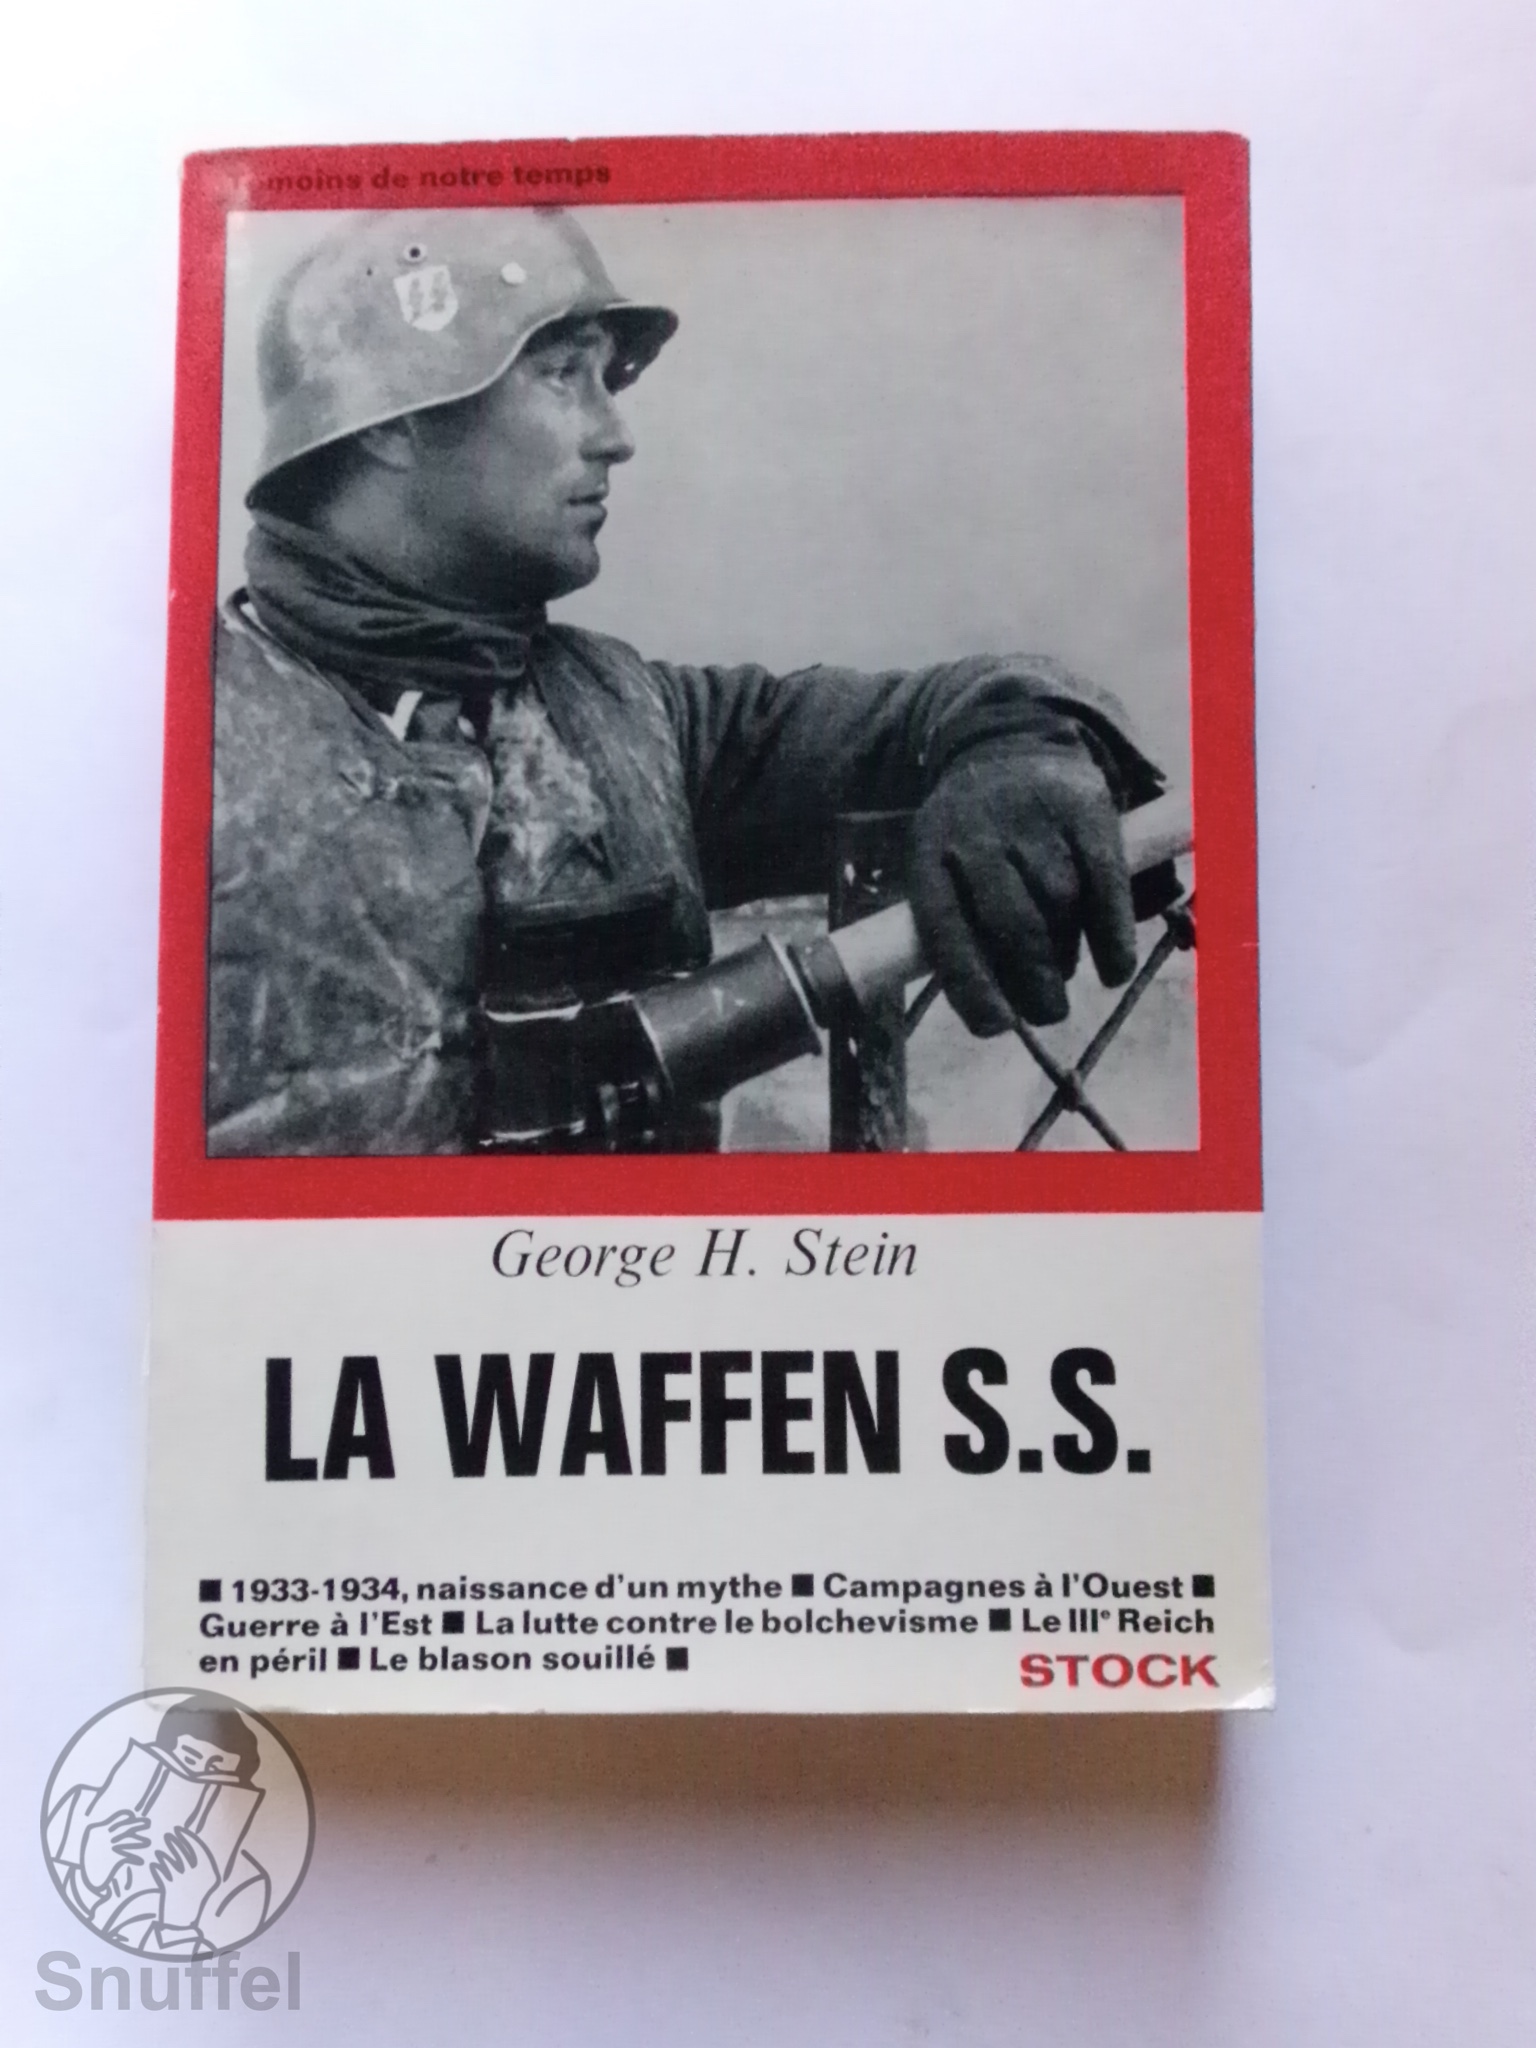 Témoins de notre temps
George H. Stein
LA WAFFEN S.S.
■ 1933-1934, naissance d'un mythe ■ Campagnes à l'Ouest ■
Guerre à l'Est ■ La lutte contre le bolchevisme ■ Le IIIᵉ Reich
en péril ■ Le blason souillé ■
STOCK
Snuffel